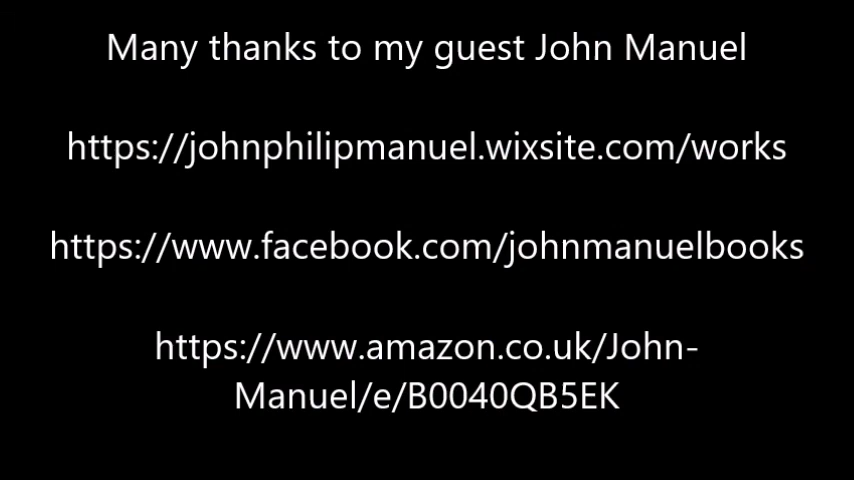 Many thanks to my guest John Manuel
https://johnphilipmanuel.wixsite.com/works
https://www.facebook.com/johnmanuelbooks
https://www.amazon.co.uk/John-
Manuel/e/B0040QB5EK